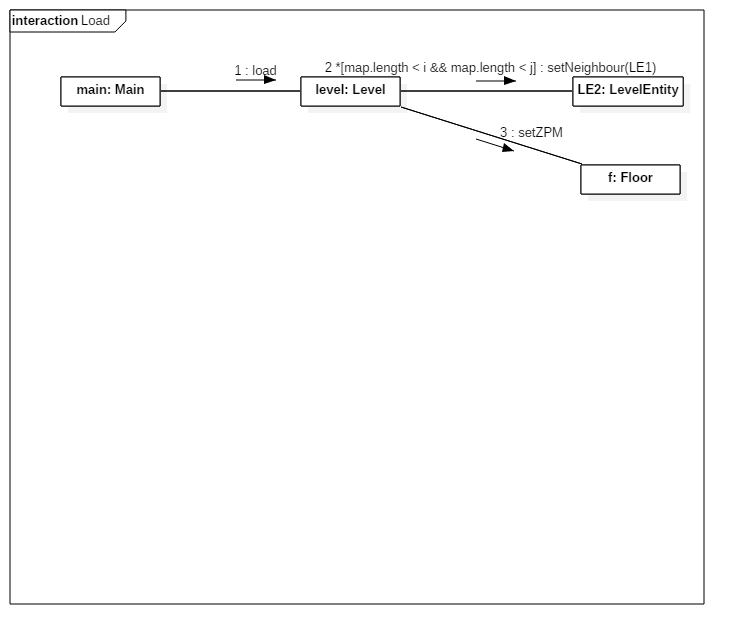 interaction Load
1 : load
2 *[map.length < i && map.length < j] : setNeighbour(LE1)
main: Main
level: Level
LE2: LevelEntity
3 : setZPM
f: Floor